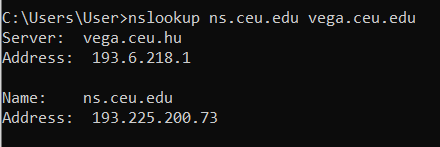 C:\Users\User>nslookup ns.ceu.edu vega.ceu.edu
Server:  vega.ceu.hu
Address:  193.6.218.1

Name:    ns.ceu.edu
Address:  193.225.200.73